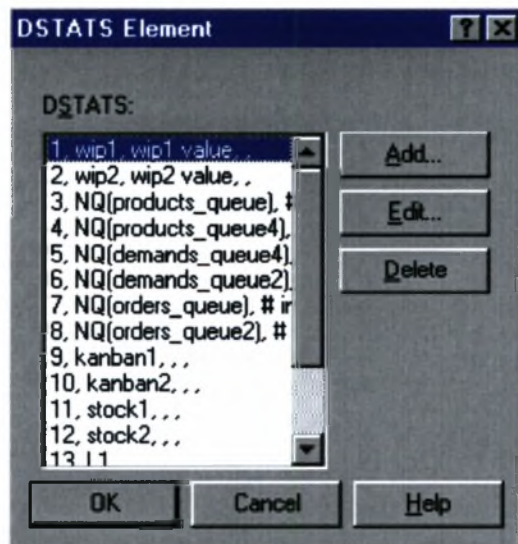 DSTATS Element
DSTATS:
1, wip1, wip1 value, ,
2, wip2, wip2 value, ,
3, NQ(products_queue), #
4, NQ(products_queue4),
5, NQ(demands_queue4),
6, NQ(demands_queue2),
7, NQ(orders_queue), # in
8, NQ(orders_queue2), #
9, kanban1, , ,
10, kanban2, , ,
11, stock1, , ,
12, stock2, , ,
Add...
Edit...
Delete
OK
Cancel
Help